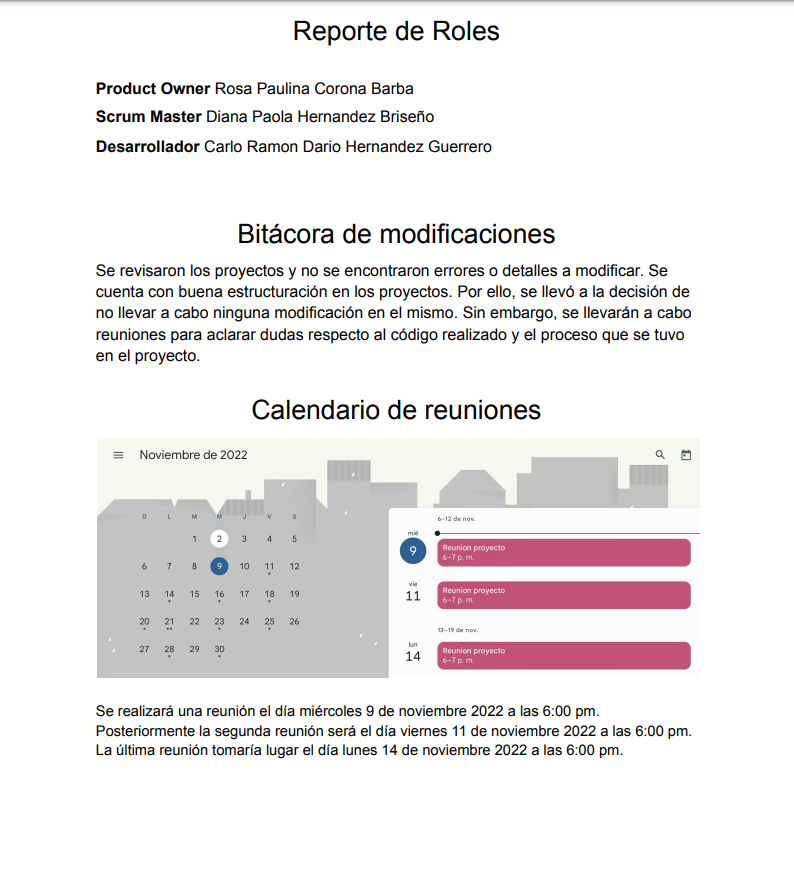 Reporte de Roles
Product Owner Rosa Paulina Corona Barba
Scrum Master Diana Paola Hernandez Briseño
Desarrollador Carlo Ramon Dario Hernandez Guerrero
Bitácora de modificaciones
Se revisaron los proyectos y no se encontraron errores o detalles a modificar. Se
cuenta con buena estructuración en los proyectos. Por ello, se llevó a la decisión de
no llevar a cabo ninguna modificación en el mismo. Sin embargo, se llevarán a cabo
reuniones para aclarar dudas respecto al código realizado y el proceso que se tuvo
en el proyecto.
Calendario de reuniones
Noviembre de 2022
D L M M J V S
1 2 3 4 5
6 7 8 9 10 11 12
13 14 15 16 17 18 19
20 21 22 23 24 25 26
27 28 29 30
6–12 de nov.
mié
9
Reunion proyecto
6–7 p. m.
vie
11
Reunion proyecto
6–7 p. m.
13–19 de nov.
lun
14
Reunion proyecto
6–7 p. m.
Se realizará una reunión el día miércoles 9 de noviembre 2022 a las 6:00 pm.
Posteriormente la segunda reunión será el día viernes 11 de noviembre 2022 a las 6:00 pm.
La última reunión tomaría lugar el día lunes 14 de noviembre 2022 a las 6:00 pm.